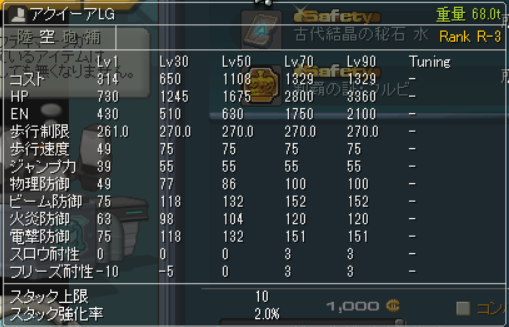 アクイーアLG 重量 68.0t
陸 空 砲 補 Rank R-3
Lv1 Lv30 Lv50 Lv70 Lv90 Tuning
コスト 314 650 1108 1329 1329 -
HP 730 1245 1675 2800 3360 -
EN 430 510 630 1750 2100 -
歩行制限 261.0 270.0 270.0 270.0 270.0 -
歩行速度 49 75 75 75 75 -
ジャンプ力 39 55 55 55 55 -
物理防御 49 77 86 100 100 -
ビーム防御 75 118 132 152 152 -
火炎防御 63 98 104 120 120 -
電撃防御 75 118 132 151 151 -
スロウ耐性 0 0 0 3 3 -
フリーズ耐性 -10 -5 0 3 3 -
スタック上限 10
スタック強化率 2.0%
Safety
古代結晶の秘石 水
Safety
1,000